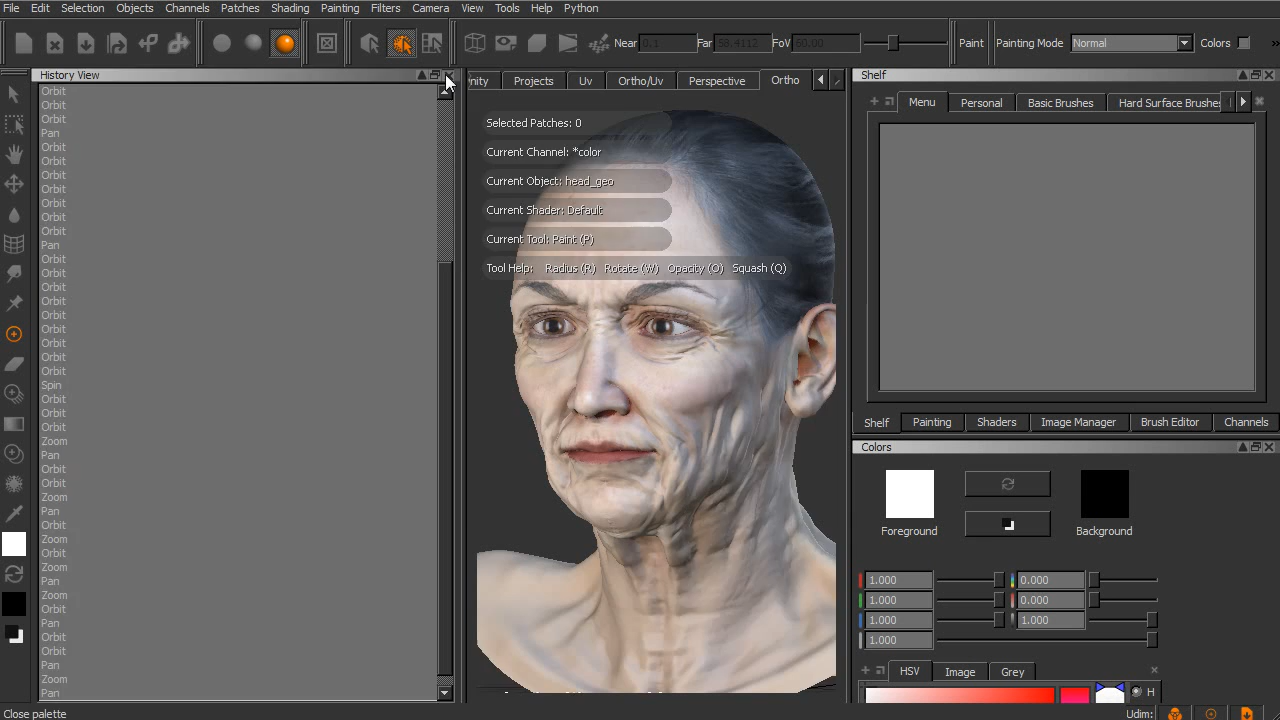 File Edit Selection Objects Channels Patches Shading Painting Filters Camera View Tools Help Python
Near 0.1 Far 58.4112 FoV 50.00 Paint Painting Mode Normal Colors
History View
Orbit
Orbit
Orbit
Pan
Orbit
Orbit
Orbit
Orbit
Orbit
Orbit
Orbit
Pan
Orbit
Orbit
Orbit
Orbit
Orbit
Orbit
Orbit
Orbit
Orbit
Spin
Orbit
Orbit
Orbit
Zoom
Pan
Orbit
Orbit
Zoom
Pan
Orbit
Zoom
Orbit
Zoom
Pan
Zoom
Orbit
Pan
Orbit
Orbit
Pan
Zoom
Pan
Close palette
nity Projects Uv Ortho/Uv Perspective Ortho
Selected Patches: 0
Current Channel: *color
Current Object: head_geo
Current Shader: Default
Current Tool: Paint (P)
Tool Help: Radius (R) Rotate (W) Opacity (O) Squash (Q)
Shelf
Menu Personal Basic Brushes Hard Surface Brushes
Shelf Painting Shaders Image Manager Brush Editor Channels
Colors
Foreground Background
1.000 0.000
1.000 0.000
1.000 1.000
1.000
HSV Image Grey
H
Udim: